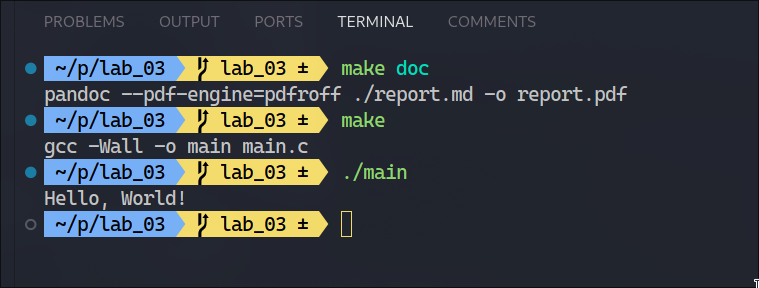 PROBLEMS OUTPUT PORTS TERMINAL COMMENTS
~/p/lab_03 lab_03 ± make doc
pandoc --pdf-engine=pdfroff ./report.md -o report.pdf
~/p/lab_03 lab_03 ± make
gcc -Wall -o main main.c
~/p/lab_03 lab_03 ± ./main
Hello, World!
~/p/lab_03 lab_03 ±